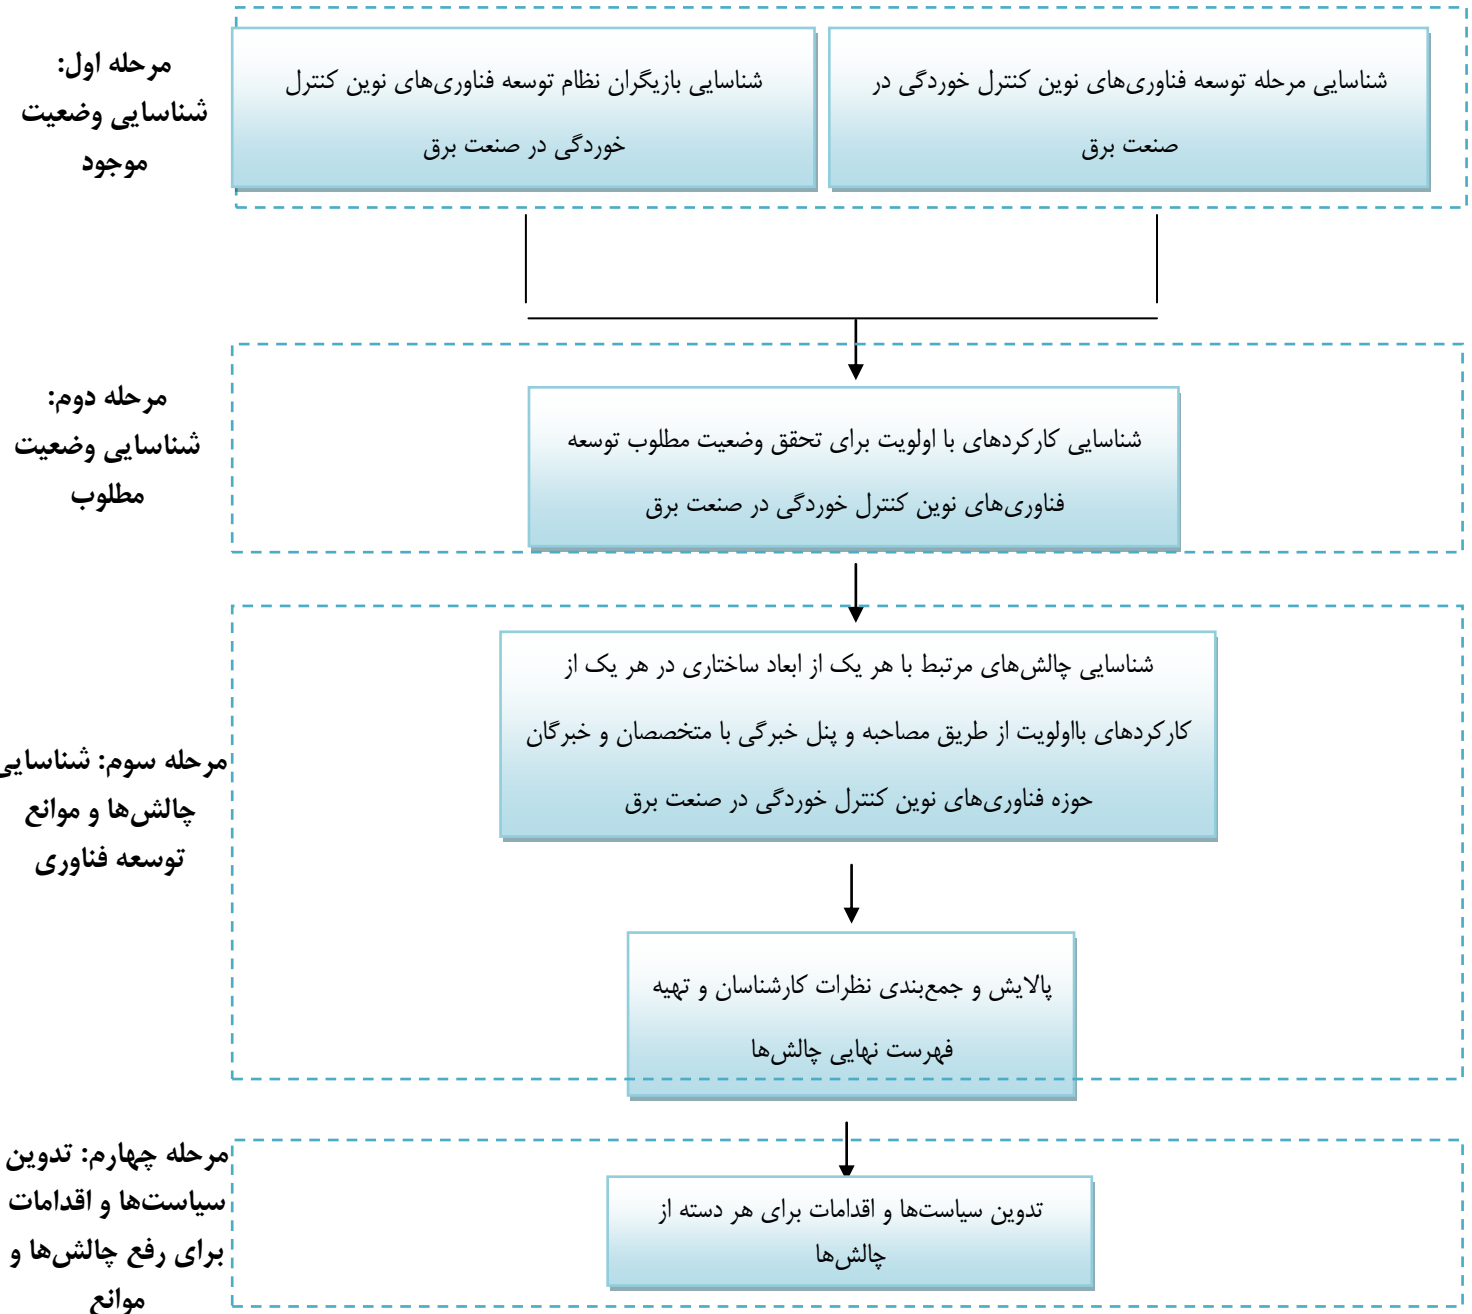 مرحله اول:
شناسایی وضعیت
موجود
شناسایی مرحله توسعه فناوری‌های نوین کنترل خوردگی در
صنعت برق
شناسایی بازیگران نظام توسعه فناوری‌های نوین کنترل
خوردگی در صنعت برق
مرحله دوم:
شناسایی وضعیت
مطلوب
شناسایی کارکردهای با اولویت برای تحقق وضعیت مطلوب توسعه
فناوری‌های نوین کنترل خوردگی در صنعت برق
مرحله سوم: شناسایی
چالش‌ها و موانع
توسعه فناوری
شناسایی چالش‌های مرتبط با هر یک از ابعاد ساختاری در هر یک از
کارکردهای بااولویت از طریق مصاحبه و پنل خبرگی با متخصصان و خبرگان
حوزه فناوری‌های نوین کنترل خوردگی در صنعت برق
پالایش و جمع‌بندی نظرات کارشناسان و تهیه
فهرست نهایی چالش‌ها
مرحله چهارم: تدوین
سیاست‌ها و اقدامات
برای رفع چالش‌ها و
موانع
تدوین سیاست‌ها و اقدامات برای هر دسته از
چالش‌ها